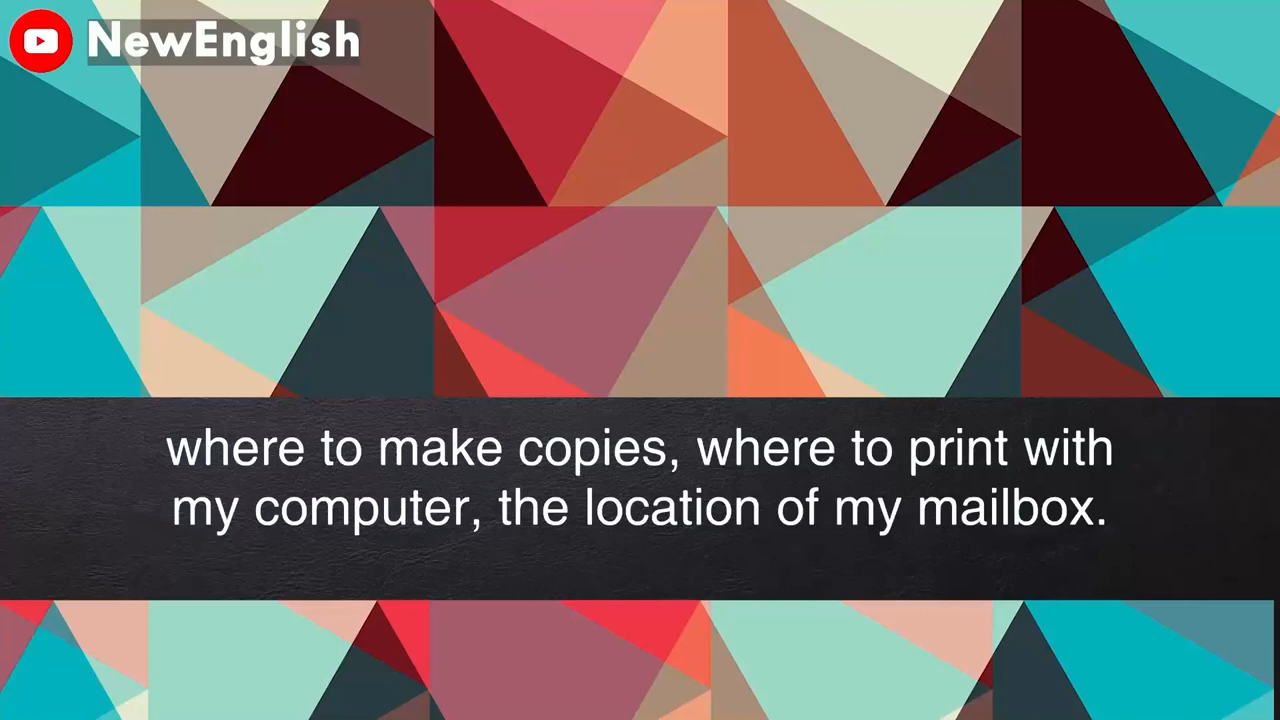 NewEnglish
where to make copies, where to print with
my computer, the location of my mailbox.